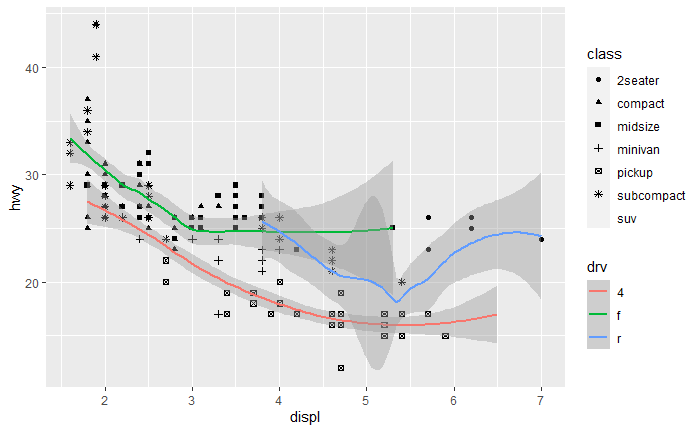 40
30
20
hwy
2
3
4
5
6
7
displ
class
2seater
compact
midsize
minivan
pickup
subcompact
suv
drv
4
f
r